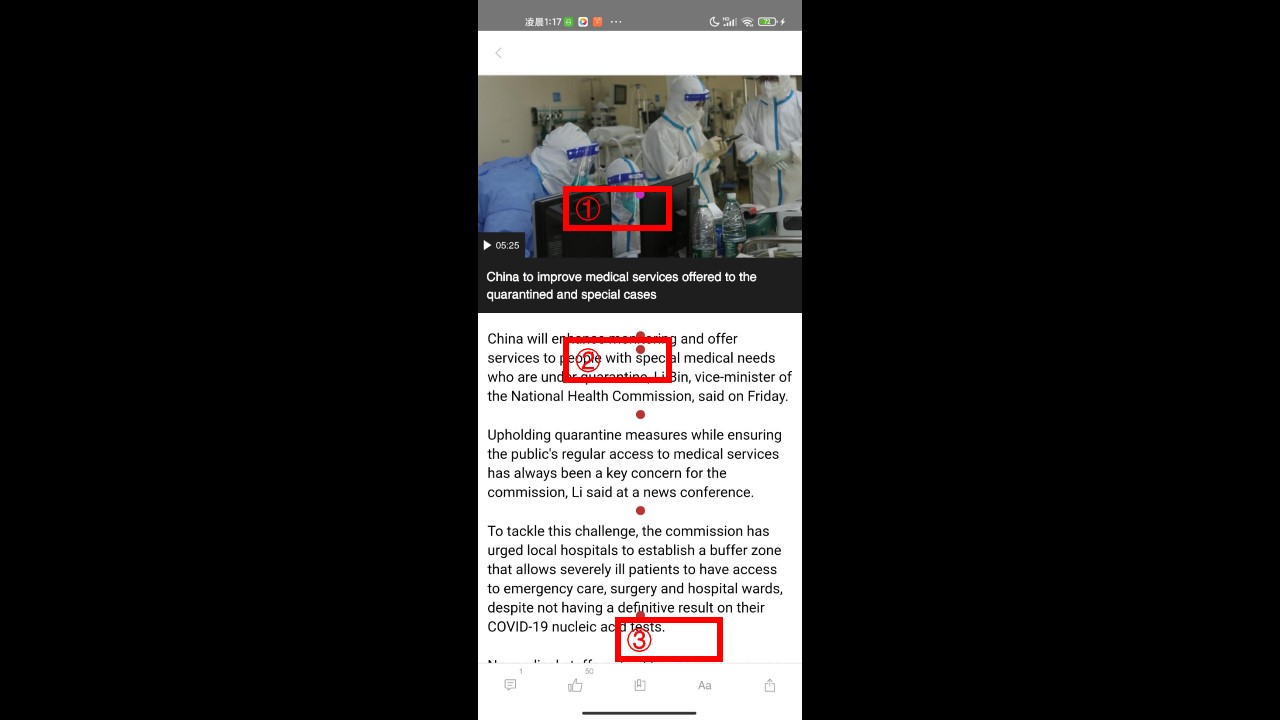 凌晨1:17 ···
72
①
05:25
China to improve medical services offered to the
quarantined and special cases
China will enhance monitoring and offer
services to people with special medical needs
②
who are under quarantine, Li Bin, vice-minister of
the National Health Commission, said on Friday.
Upholding quarantine measures while ensuring
the public's regular access to medical services
has always been a key concern for the
commission, Li said at a news conference.
To tackle this challenge, the commission has
urged local hospitals to establish a buffer zone
that allows severely ill patients to have access
to emergency care, surgery and hospital wards,
despite not having a definitive result on their
COVID-19 nucleic acid tests.
③
1
50
Aa